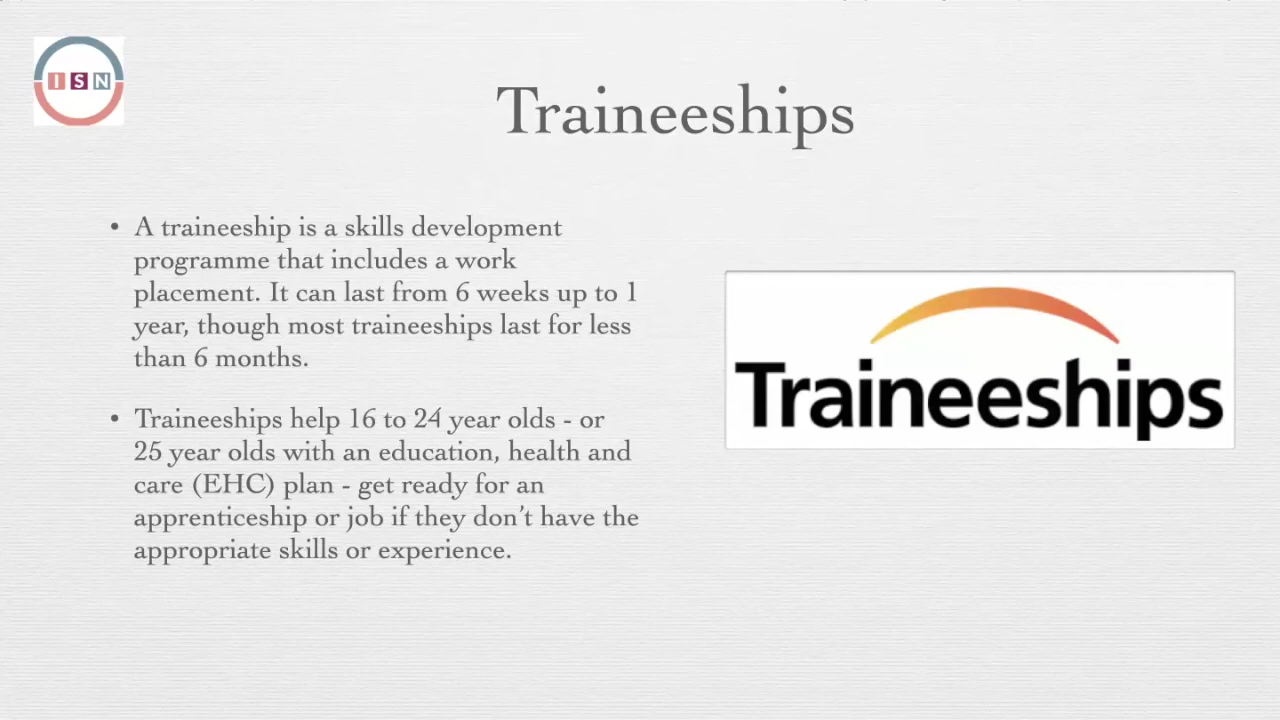 ISN
Traineeships
• A traineeship is a skills development
programme that includes a work
placement. It can last from 6 weeks up to 1
year, though most traineeships last for less
than 6 months.
• Traineeships help 16 to 24 year olds - or
25 year olds with an education, health and
care (EHC) plan - get ready for an
apprenticeship or job if they don’t have the
appropriate skills or experience.
Traineeships